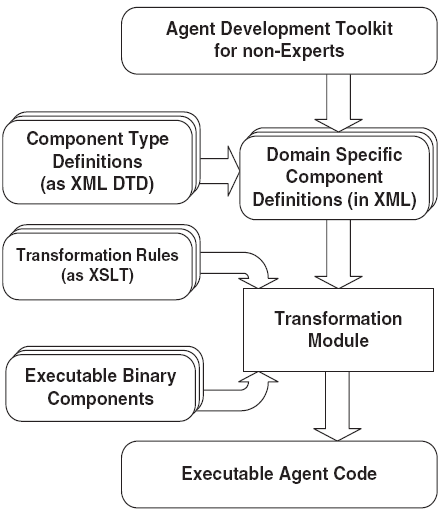 Agent Development Toolkit
for non-Experts
Component Type
Definitions
(as XML DTD)
Domain Specific
Component
Definitions (in XML)
Transformation Rules
(as XSLT)
Transformation
Module
Executable Binary
Components
Executable Agent Code